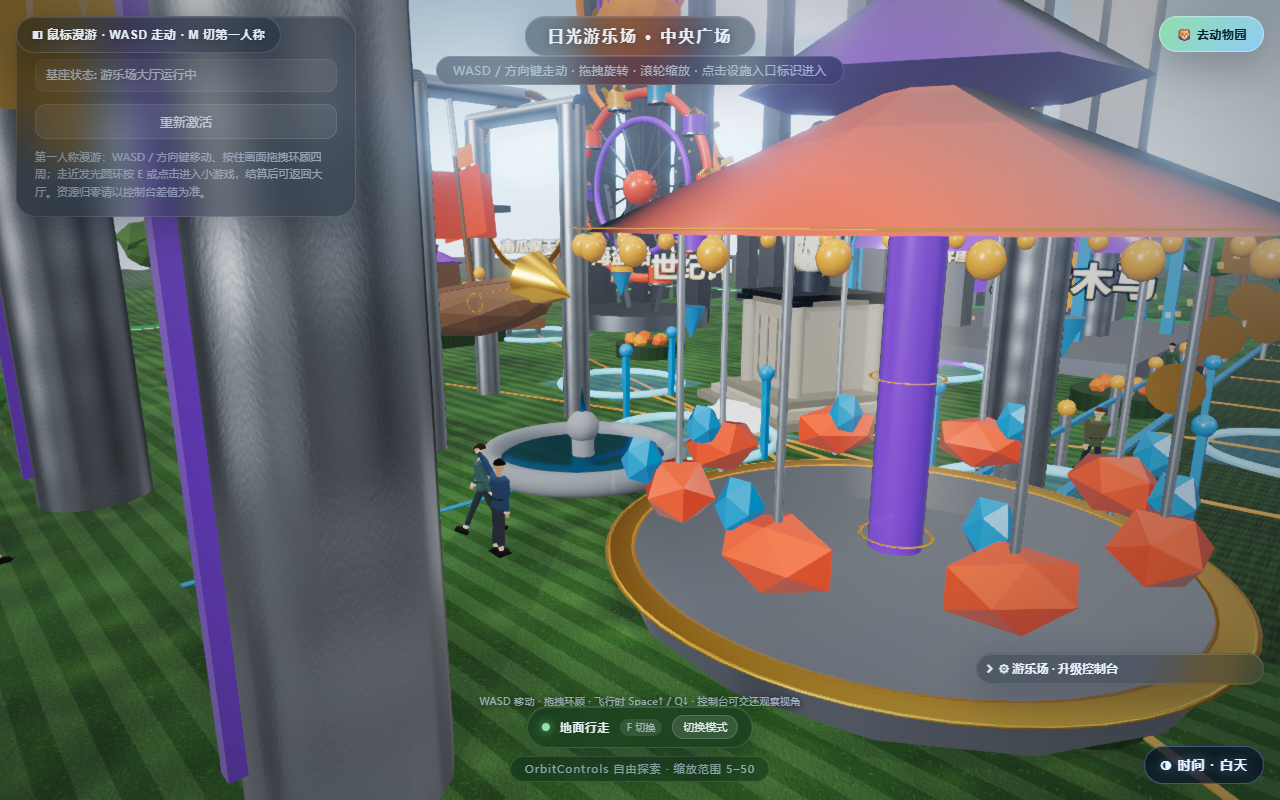 鼠标漫游 · WASD 走动 · M 切第一人称
基座状态: 游乐场大厅运行中
重新激活
第一人称漫游：WASD / 方向键移动、按住画面拖拽环顾四
周；走近发光圆环按 E 或点击进入小游戏，结算后可返回大
厅。资源归零请以控制台差值为准。
日光游乐场 • 中央广场
WASD / 方向键走动 · 拖拽旋转 · 滚轮缩放 · 点击设施入口标识进入
去动物园
世纪
木马
游乐场 · 升级控制台
WASD 移动 · 拖拽环顾 · 飞行时 Space↑ / Q↓ · 控制台可交还观察视角
地面行走 F 切换 切换模式
OrbitControls 自由探索 · 缩放范围 5–50
时间 · 白天